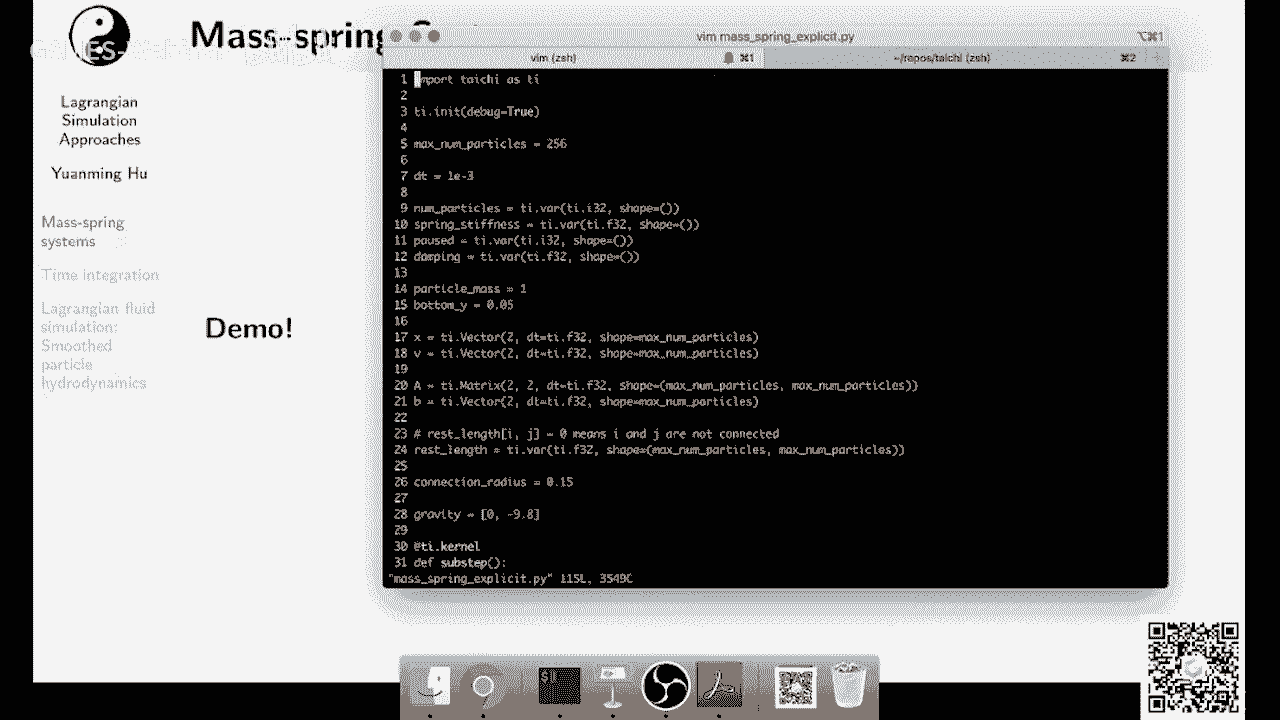 Mass-spring
Lagrangian
Simulation
Approaches
Yuanming Hu
Mass-spring
systems
Time integration
Lagrangian fluid
simulation:
Smoothed
particle
hydrodynamics
Demo!
vim mass_spring_explicit.py
⌥⌘1
vim (zsh)
⌘1
~/repos/taichi (zsh)
⌘2
1 import taichi as ti
2
3 ti.init(debug=True)
4
5 max_num_particles = 256
6
7 dt = 1e-3
8
9 num_particles = ti.var(ti.i32, shape=())
10 spring_stiffness = ti.var(ti.f32, shape=())
11 paused = ti.var(ti.i32, shape=())
12 damping = ti.var(ti.f32, shape=())
13
14 particle_mass = 1
15 bottom_y = 0.05
16
17 x = ti.Vector(2, dt=ti.f32, shape=max_num_particles)
18 v = ti.Vector(2, dt=ti.f32, shape=max_num_particles)
19
20 A = ti.Matrix(2, 2, dt=ti.f32, shape=(max_num_particles, max_num_particles))
21 b = ti.Vector(2, dt=ti.f32, shape=max_num_particles)
22
23 # rest_length[i, j] = 0 means i and j are not connected
24 rest_length = ti.var(ti.f32, shape=(max_num_particles, max_num_particles))
25
26 connection_radius = 0.15
27
28 gravity = [0, -9.8]
29
30 @ti.kernel
31 def substep():
"mass_spring_explicit.py" 115L, 3549C